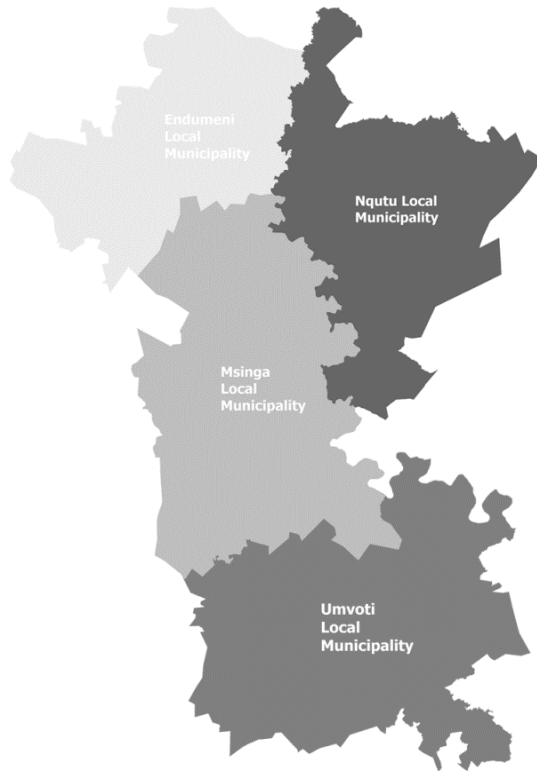 Endumeni
Local
Municipality
Nqutu Local
Municipality
Msinga
Local
Municipality
Umvoti
Local
Municipality